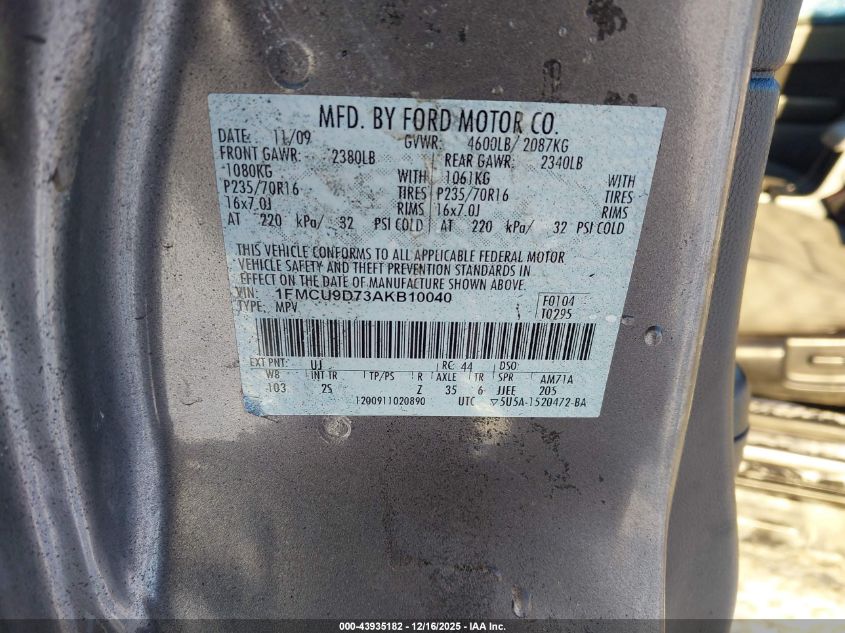 MFD. BY FORD MOTOR CO.
DATE: 11/09 GVWR: 4600LB/ 2087KG
FRONT GAWR: 2380LB REAR GAWR: 2340LB
1080KG WITH 1061KG WITH
P235/70R16 TIRES P235/70R16 TIRES
16x7.0J RIMS 16x7.0J RIMS
AT 220 kPa/ 32 PSI COLD AT 220 kPa/ 32 PSI COLD
THIS VEHICLE CONFORMS TO ALL APPLICABLE FEDERAL MOTOR
VEHICLE SAFETY AND THEFT PREVENTION STANDARDS IN
EFFECT ON THE DATE OF MANUFACTURE SHOWN ABOVE.
VIN: 1FMCU9D73AKB10040 F0104
TYPE: MPV T0295
EXT PNT: UJ RC: 44 DSO:
WB INT TR TP/PS R AXLE TR SPR AM71A
103 2S Z 35 6 JJEE 205
1200911020890 UTC ▽5U5A-1520472-BA
000-43935182 - 12/16/2025 - IAA Inc.